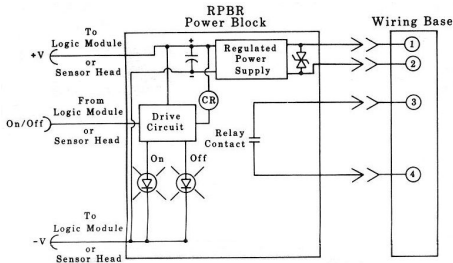 RPBR
Power Block
Wiring Base
To
Logic Module
+V
or
Sensor Head
Regulated
Power
Supply
+
-
CR
1
2
From
Logic Module
On/Off
or
Sensor Head
Drive
Circuit
On
Off
Relay
Contact
3
4
To
Logic Module
-V
or
Sensor Head